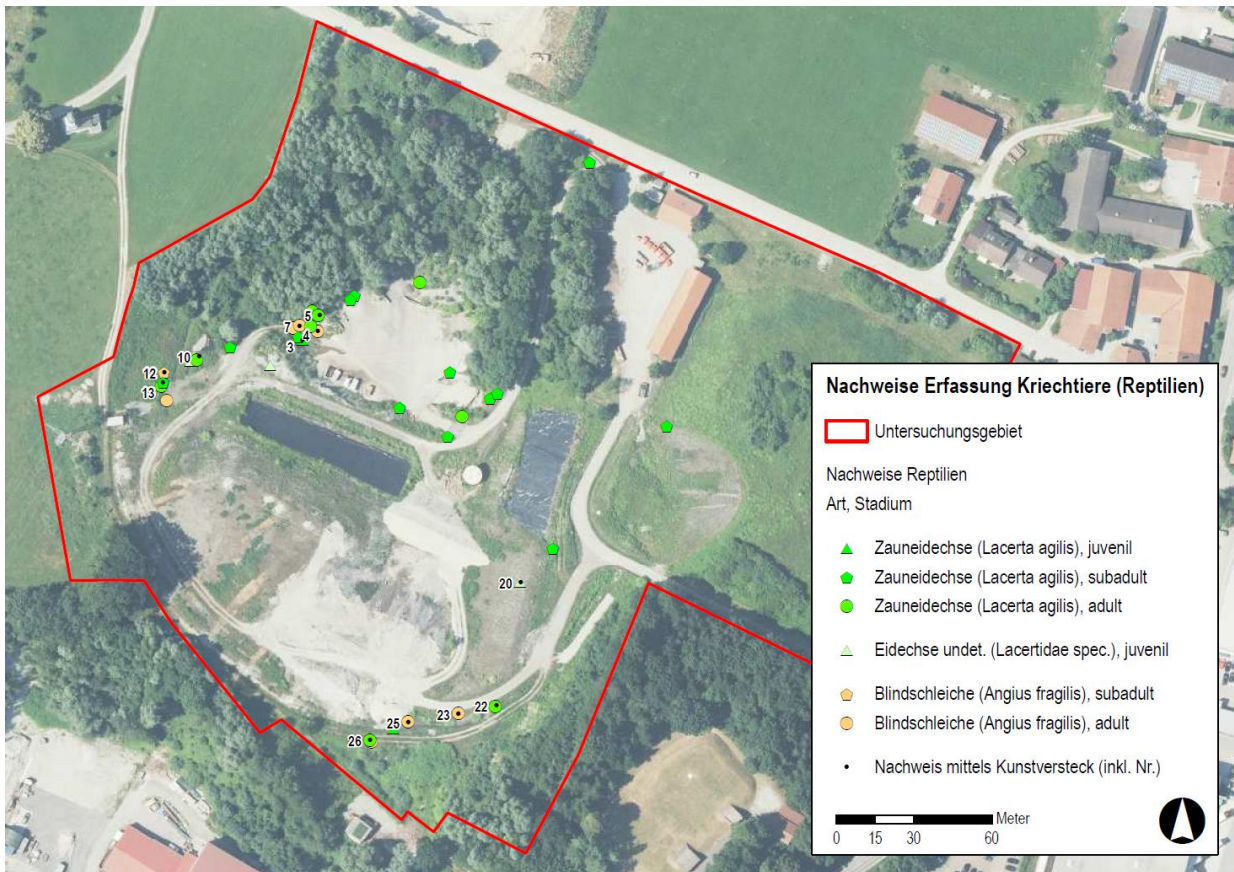 5
7
4
3
10
12
13
20
22
23
25
26
Nachweise Erfassung Kriechtiere (Reptilien)
Untersuchungsgebiet
Nachweise Reptilien
Art, Stadium
Zauneidechse (Lacerta agilis), juvenil
Zauneidechse (Lacerta agilis), subadult
Zauneidechse (Lacerta agilis), adult
Eidechse undet. (Lacertidae spec.), juvenil
Blindschleiche (Angius fragilis), subadult
Blindschleiche (Angius fragilis), adult
Nachweis mittels Kunstversteck (inkl. Nr.)
Meter
0 15 30 60